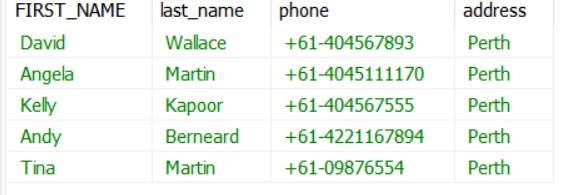 FIRST_NAME last_name phone address
David Wallace +61-404567893 Perth
Angela Martin +61-4045111170 Perth
Kelly Kapoor +61-404567555 Perth
Andy Berneard +61-4221167894 Perth
Tina Martin +61-09876554 Perth